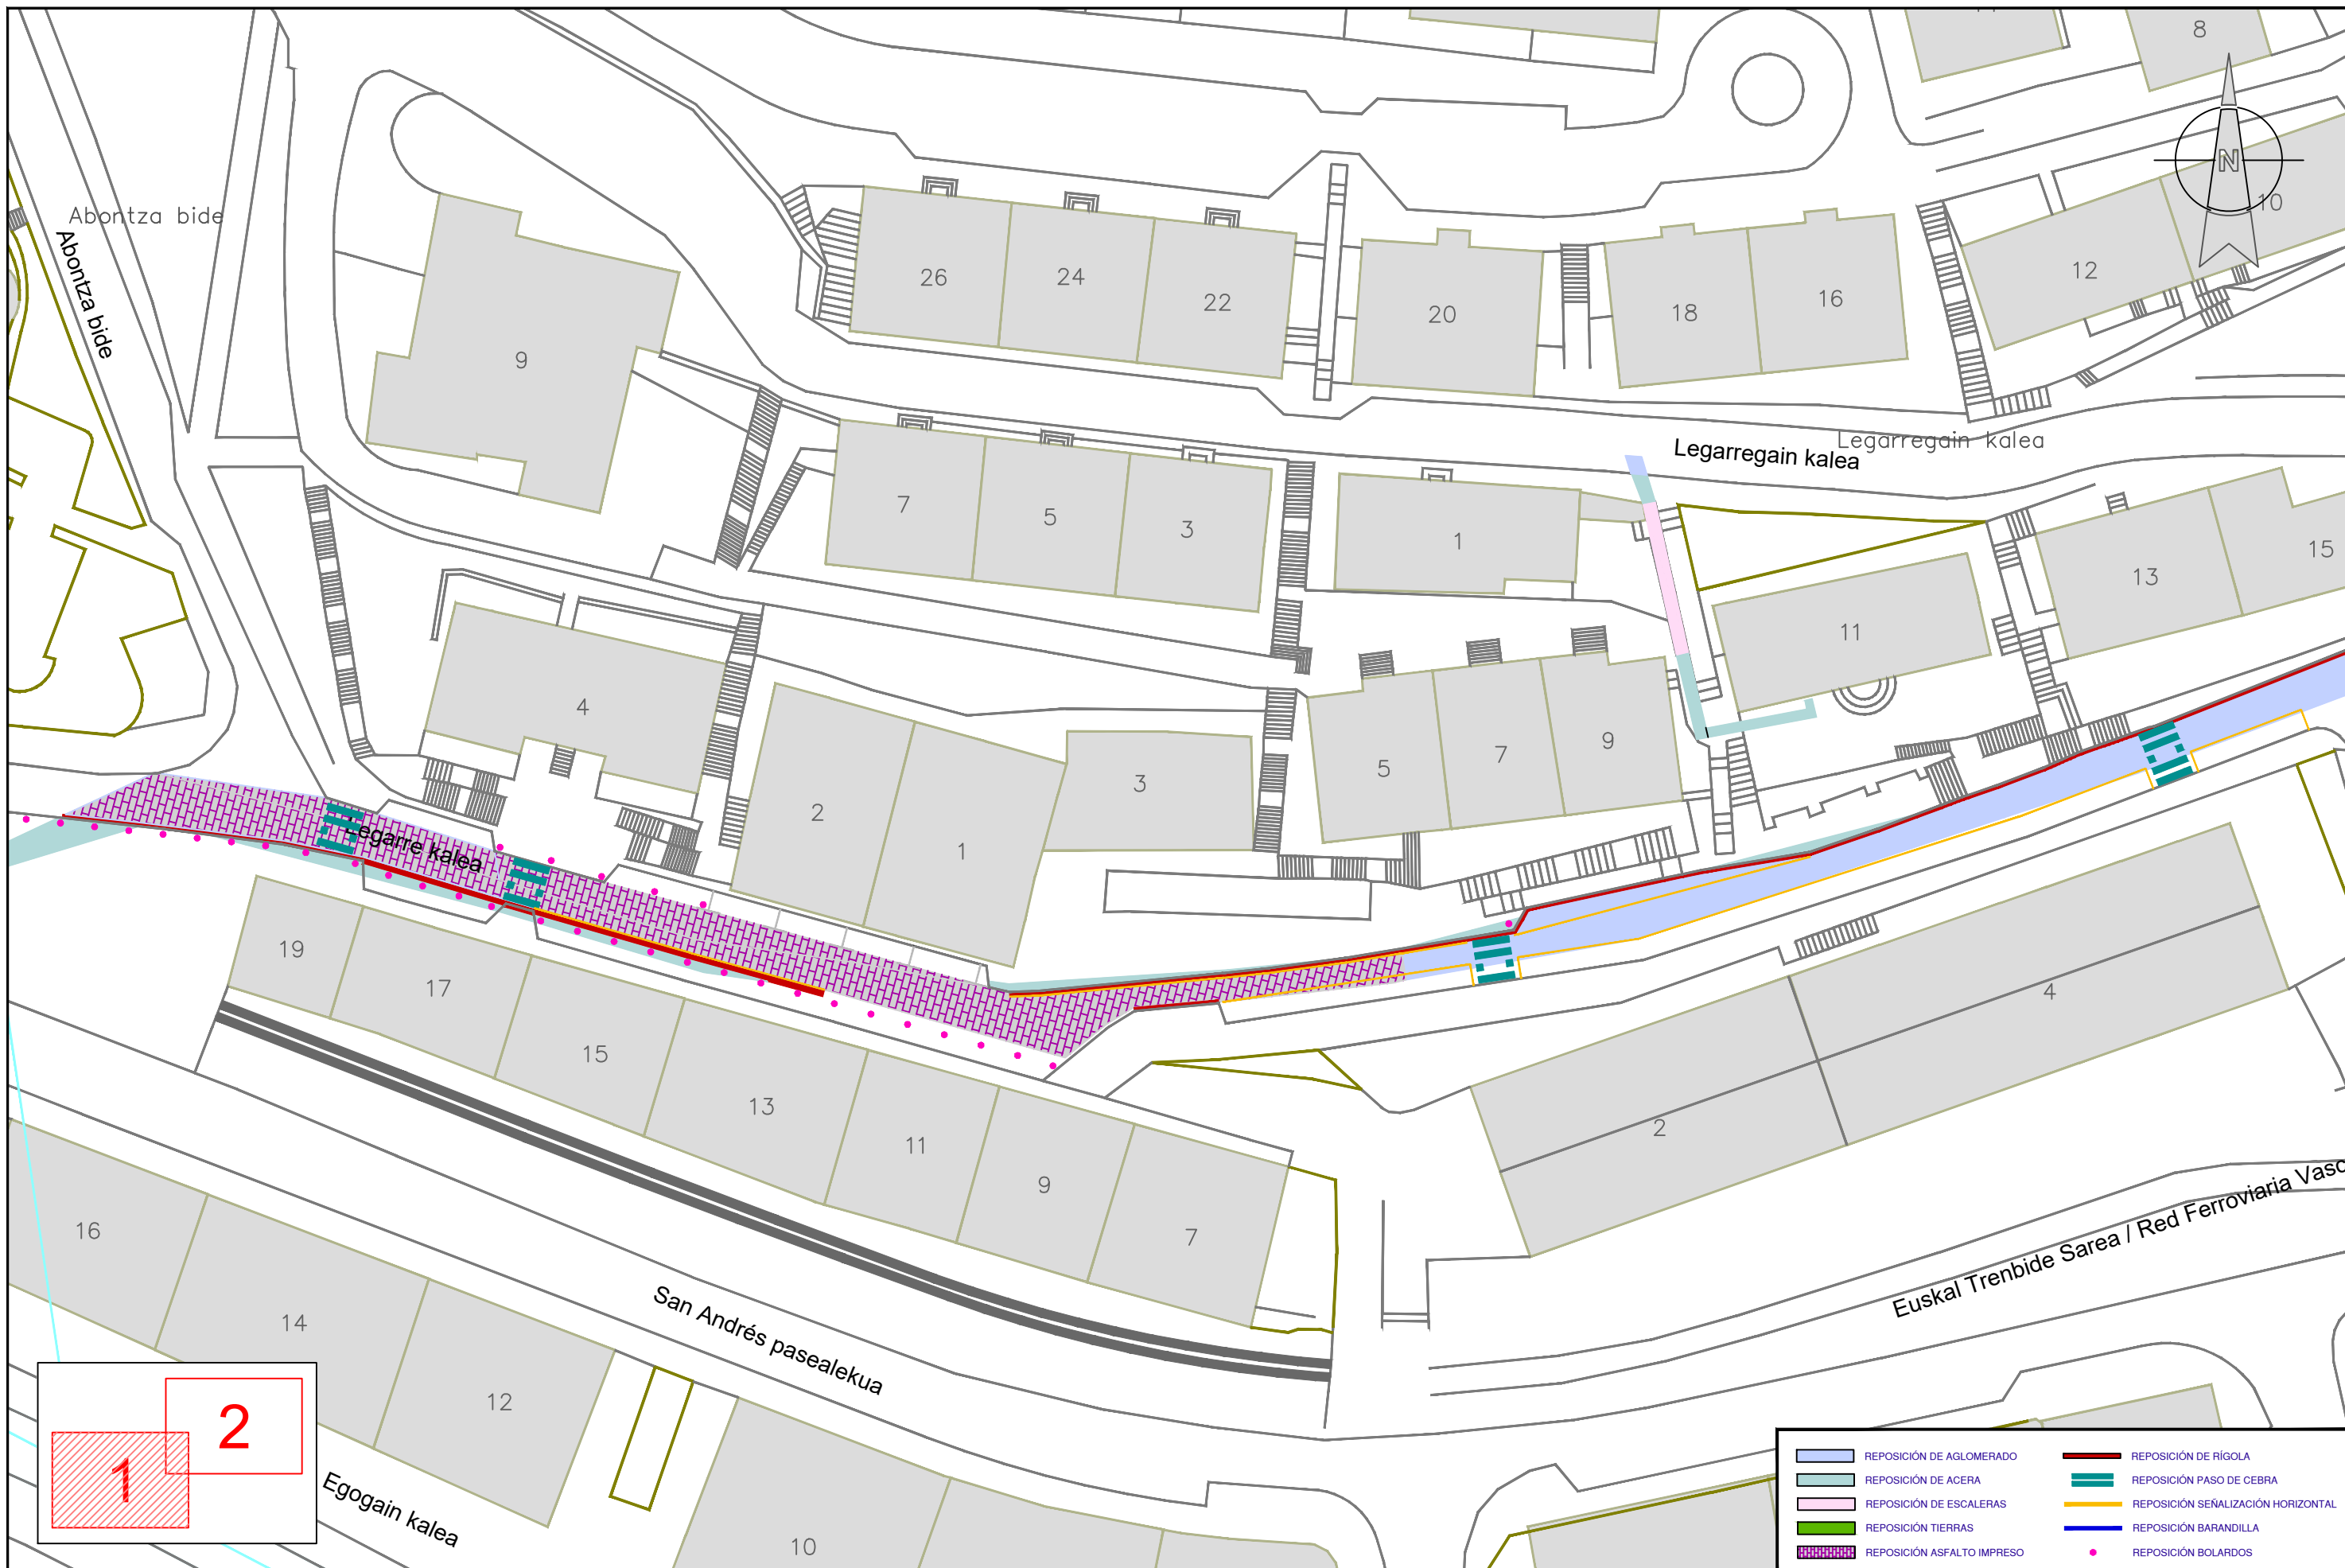 8
N
10
12
Abontza bide
Abontza bide
26
24
22
20
18
16
9
Legarregain kalea
Legarregain kalea
7
5
3
1
13
15
11
4
2
1
3
5
7
9
Legarre kalea
19
17
15
13
11
9
7
4
2
16
14
12
10
San Andrés pasealekua
Egogain kalea
Euskal Trenbide Sarea / Red Ferroviaria Vasc
1
2
REPOSICIÓN DE AGLOMERADO
REPOSICIÓN DE ACERA
REPOSICIÓN DE ESCALERAS
REPOSICIÓN TIERRAS
REPOSICIÓN ASFALTO IMPRESO
REPOSICIÓN DE RÍGOLA
REPOSICIÓN PASO DE CEBRA
REPOSICIÓN SEÑALIZACIÓN HORIZONTAL
REPOSICIÓN BARANDILLA
REPOSICIÓN BOLARDOS